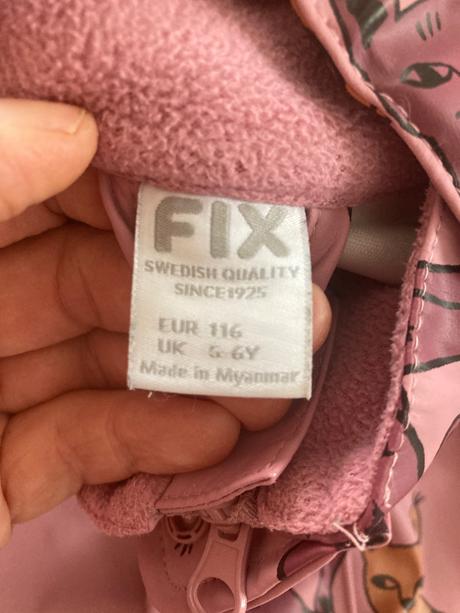 FIX
SWEDISH QUALITY
SINCE1925
EUR 116
UK 5-6Y
Made in Myanmar